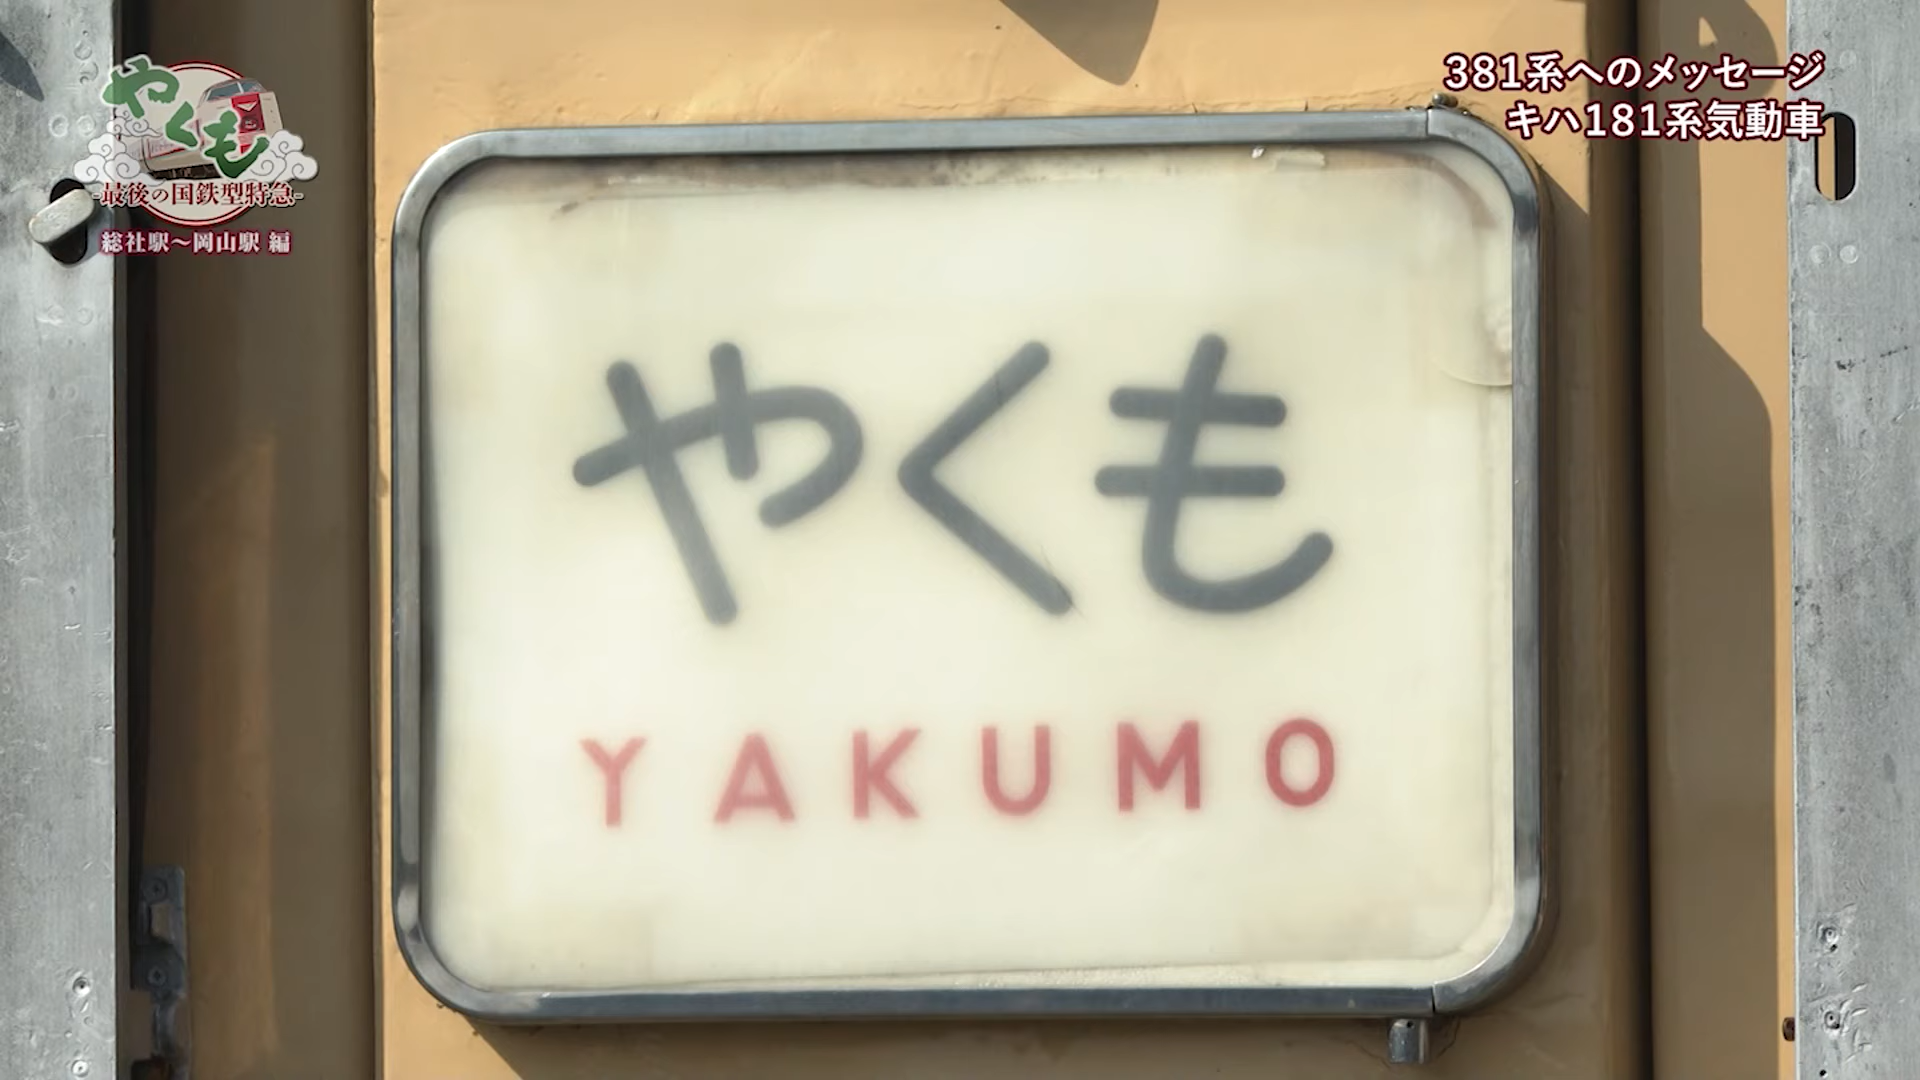 やくも
-最後の国鉄型特急-
総社駅～岡山駅 編
381系へのメッセージ
キハ181系気動車
やくも
YAKUMO